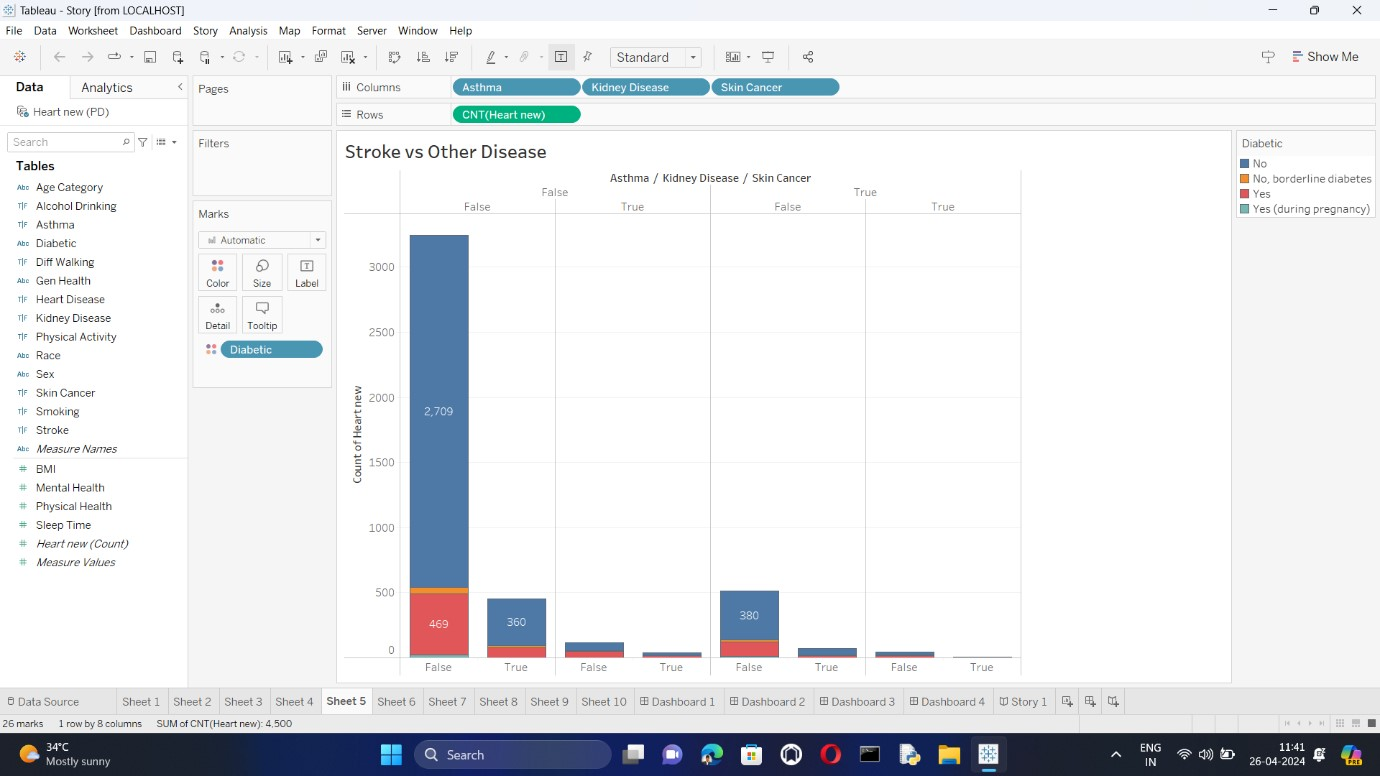 Tableau - Story [from LOCALHOST]
File Data Worksheet Dashboard Story Analysis Map Format Server Window Help
Standard
Show Me
Data Analytics
Pages
iii Columns Asthma Kidney Disease Skin Cancer
Heart new (PD)
Rows CNT(Heart new)
Search
Filters
Tables
Abc Age Category
T|F Alcohol Drinking
T|F Asthma
Abc Diabetic
T|F Diff Walking
Abc Gen Health
T|F Heart Disease
T|F Kidney Disease
T|F Physical Activity
Abc Race
Abc Sex
T|F Skin Cancer
T|F Smoking
T|F Stroke
Abc Measure Names
# BMI
# Mental Health
# Physical Health
# Sleep Time
# Heart new (Count)
# Measure Values
Marks
Automatic
Color Size Label
Detail Tooltip
Diabetic
Stroke vs Other Disease
Asthma / Kidney Disease / Skin Cancer
False True
False True False True
Count of Heart new
3000
2500
2000
1500
1000
500
0
2,709
469
360
380
False True False True False True False True
Diabetic
No
No, borderline diabetes
Yes
Yes (during pregnancy)
Data Source Sheet 1 Sheet 2 Sheet 3 Sheet 4 Sheet 5 Sheet 6 Sheet 7 Sheet 8 Sheet 9 Sheet 10 Dashboard 1 Dashboard 2 Dashboard 3 Dashboard 4 Story 1
26 marks 1 row by 8 columns SUM of CNT(Heart new): 4,500
34°C
Mostly sunny
Search
ENG
IN
11:41
26-04-2024
PRE